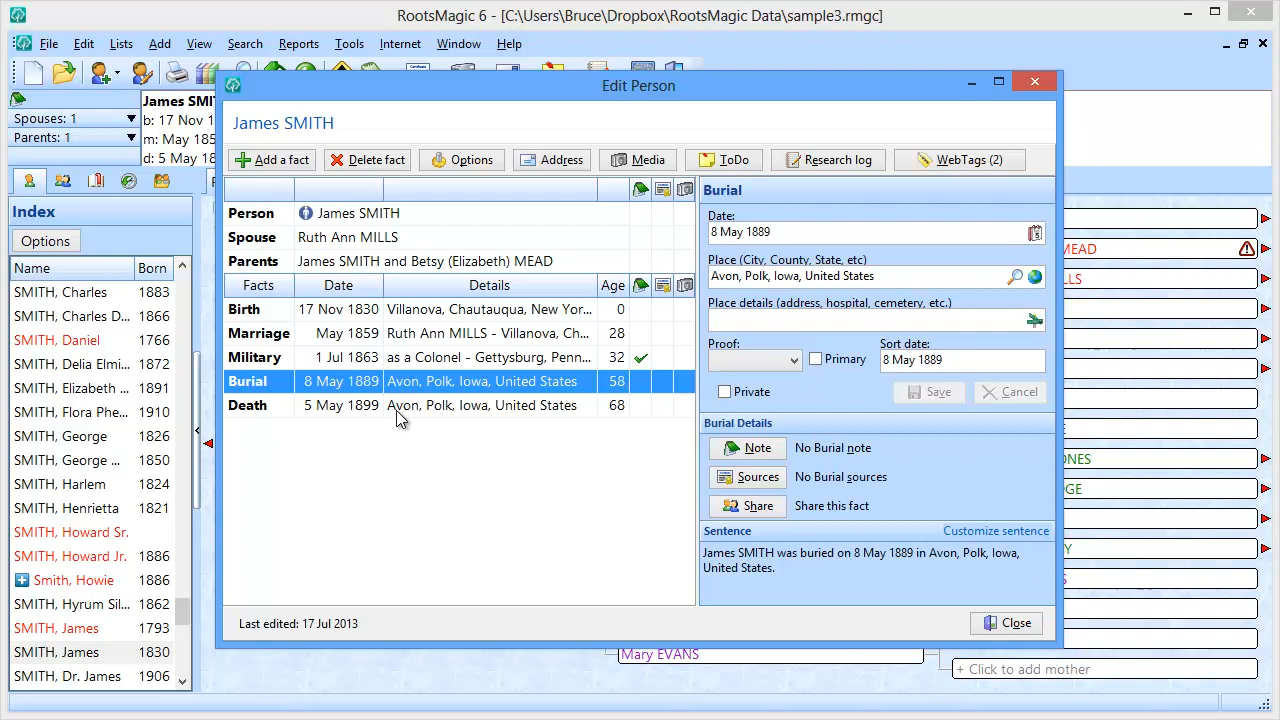 RootsMagic 6 - [C:\Users\Bruce\Dropbox\RootsMagic Data\sample3.rmgc]
File Edit Lists Add View Search Reports Tools Internet Window Help
Spouses: 1
Parents: 1
James SMI
b: 17 Nov 1
m: May 185
d: 5 May 18
Index
Options
Name Born
SMITH, Charles 1883
SMITH, Charles D... 1866
SMITH, Daniel 1766
SMITH, Delia Elmi... 1872
SMITH, Elizabeth ... 1891
SMITH, Flora Phe... 1910
SMITH, George 1826
SMITH, George ... 1850
SMITH, Harlem 1824
SMITH, Henrietta 1821
SMITH, Howard Sr.
SMITH, Howard Jr. 1886
Smith, Howie 1886
SMITH, Hyrum Sil... 1862
SMITH, James 1793
SMITH, James 1830
SMITH, Dr. James 1906
Edit Person
James SMITH
Add a fact Delete fact Options Address Media ToDo Research log WebTags (2)
Person James SMITH
Spouse Ruth Ann MILLS
Parents James SMITH and Betsy (Elizabeth) MEAD
Facts Date Details Age
Birth 17 Nov 1830 Villanova, Chautauqua, New Yor... 0
Marriage May 1859 Ruth Ann MILLS - Villanova, Ch... 28
Military 1 Jul 1863 as a Colonel - Gettysburg, Penn... 32
Burial 8 May 1889 Avon, Polk, Iowa, United States 58
Death 5 May 1899 Avon, Polk, Iowa, United States 68
Last edited: 17 Jul 2013
Burial
Date:
8 May 1889
Place (City, County, State, etc)
Avon, Polk, Iowa, United States
Place details (address, hospital, cemetery, etc.)
Proof: Primary Sort date:
8 May 1889
Private Save Cancel
Burial Details
Note No Burial note
Sources No Burial sources
Share Share this fact
Sentence Customize sentence
James SMITH was buried on 8 May 1889 in Avon, Polk, Iowa,
United States.
Close
MEAD
LLS
E
ONES
GE
Y
S
Mary EVANS
+ Click to add mother